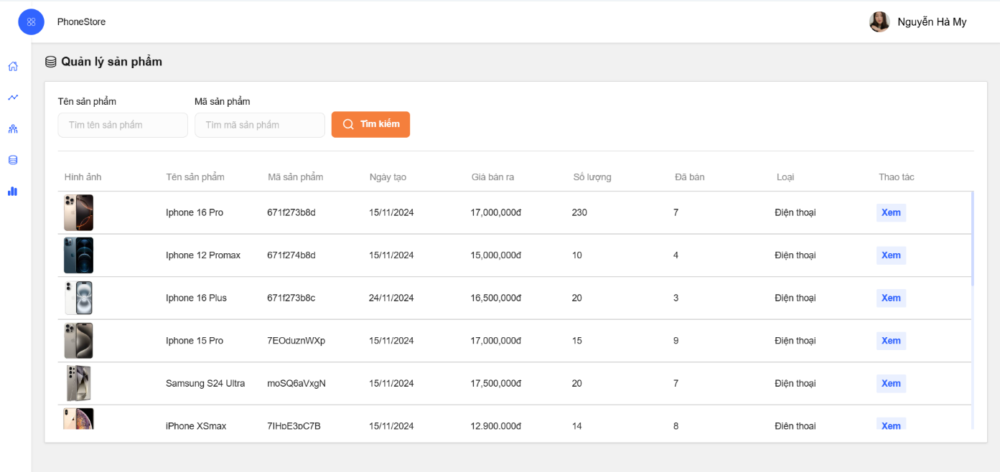 PhoneStore
Nguyễn Hà My
Quản lý sản phẩm
Tên sản phẩm Mã sản phẩm
Tìm tên sản phẩm Tìm mã sản phẩm Tìm kiếm
Hình ảnh Tên sản phẩm Mã sản phẩm Ngày tạo Giá bán ra Số lượng Đã bán Loại Thao tác
Iphone 16 Pro 671f273b8d 15/11/2024 17,000,000đ 230 7 Điện thoại Xem
Iphone 12 Promax 671f274b8d 15/11/2024 15,000,000đ 10 4 Điện thoại Xem
Iphone 16 Plus 671f273b8c 24/11/2024 16,500,000đ 20 3 Điện thoại Xem
Iphone 15 Pro 7EOduznWXp 15/11/2024 17,000,000đ 15 9 Điện thoại Xem
Samsung S24 Ultra moSQ6aVxgN 15/11/2024 17,500,000đ 20 7 Điện thoại Xem
iPhone XSmax 7IHpE3pC7B 15/11/2024 12,900,000đ 14 8 Điện thoại Xem